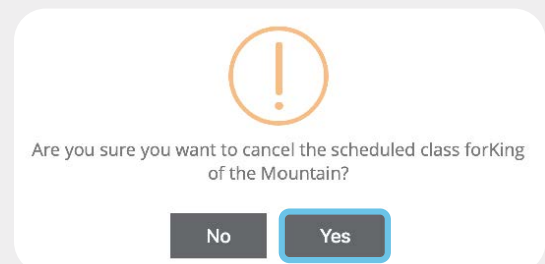 Are you sure you want to cancel the scheduled class forKing
of the Mountain?
No
Yes